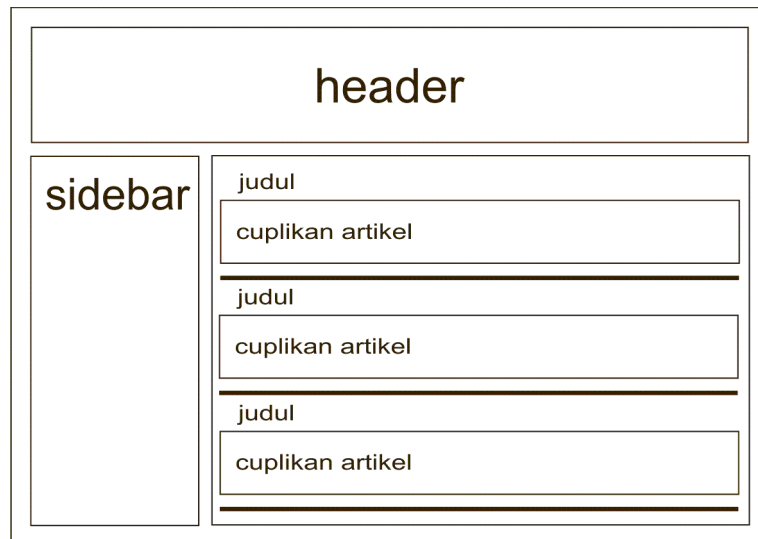 header
sidebar
judul
cuplikan artikel
judul
cuplikan artikel
judul
cuplikan artikel